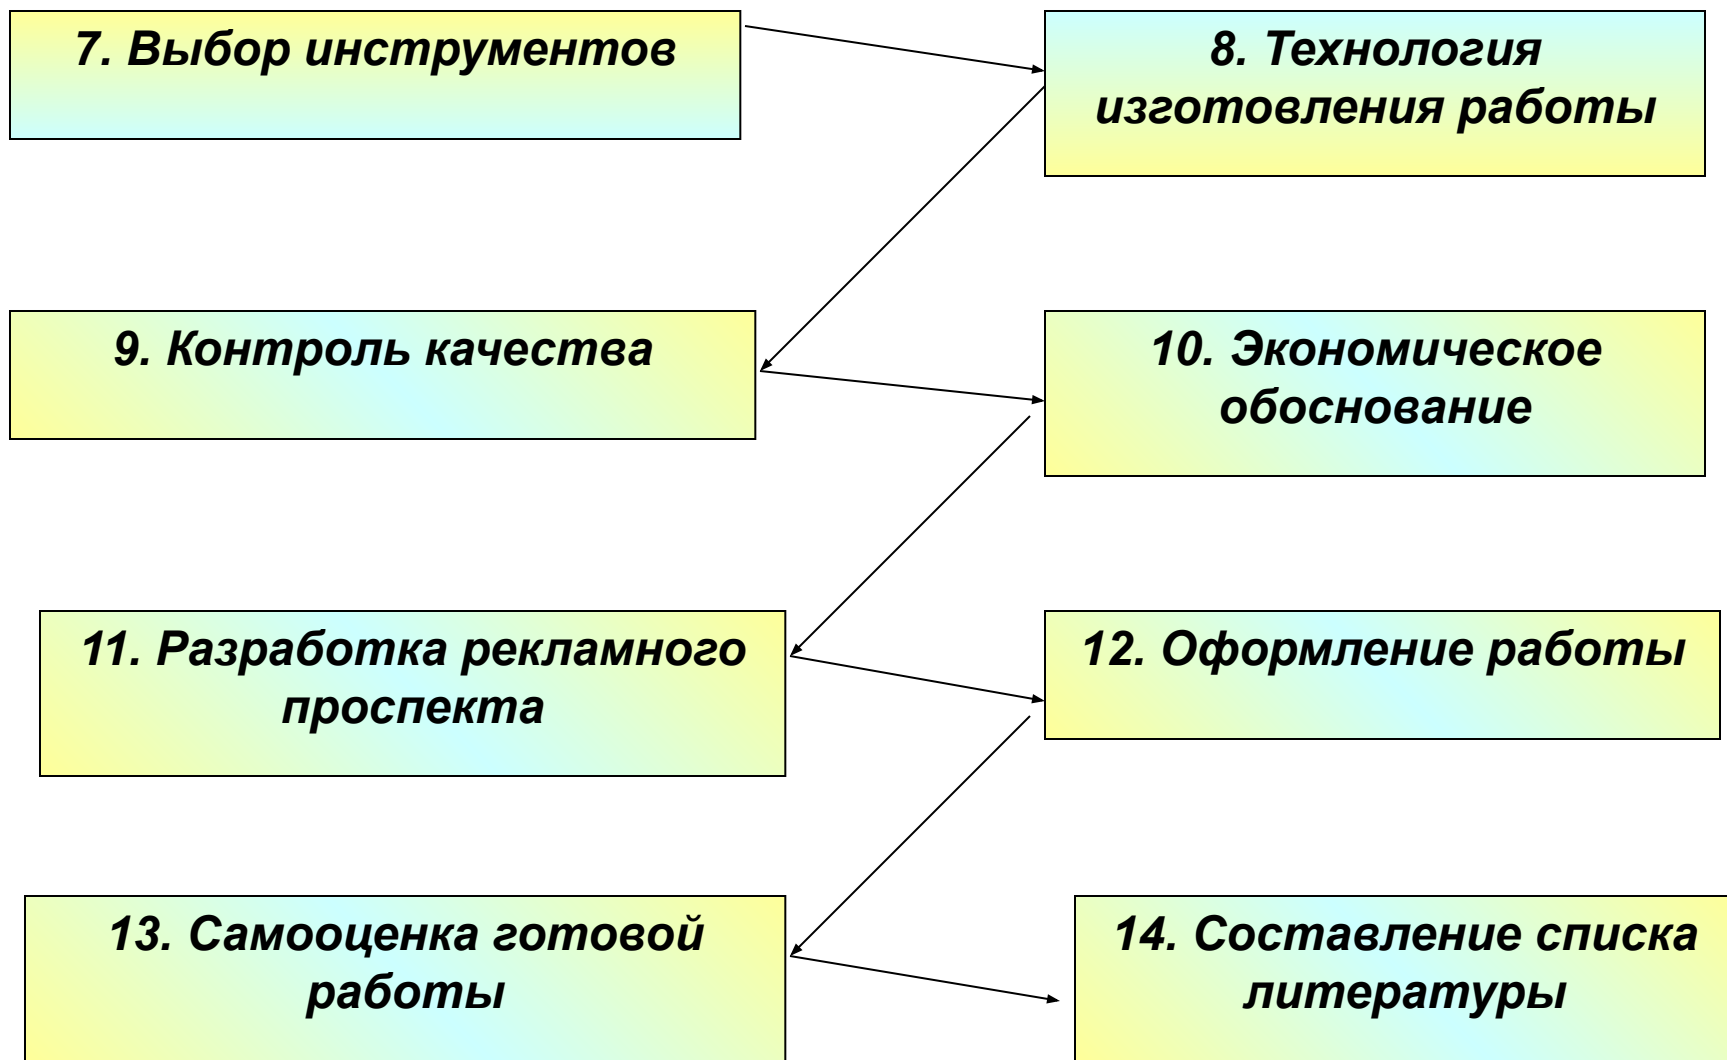 7. Выбор инструментов
8. Технология
изготовления работы
9. Контроль качества
10. Экономическое
обоснование
11. Разработка рекламного
проспекта
12. Оформление работы
13. Самооценка готовой
работы
14. Составление списка
литературы